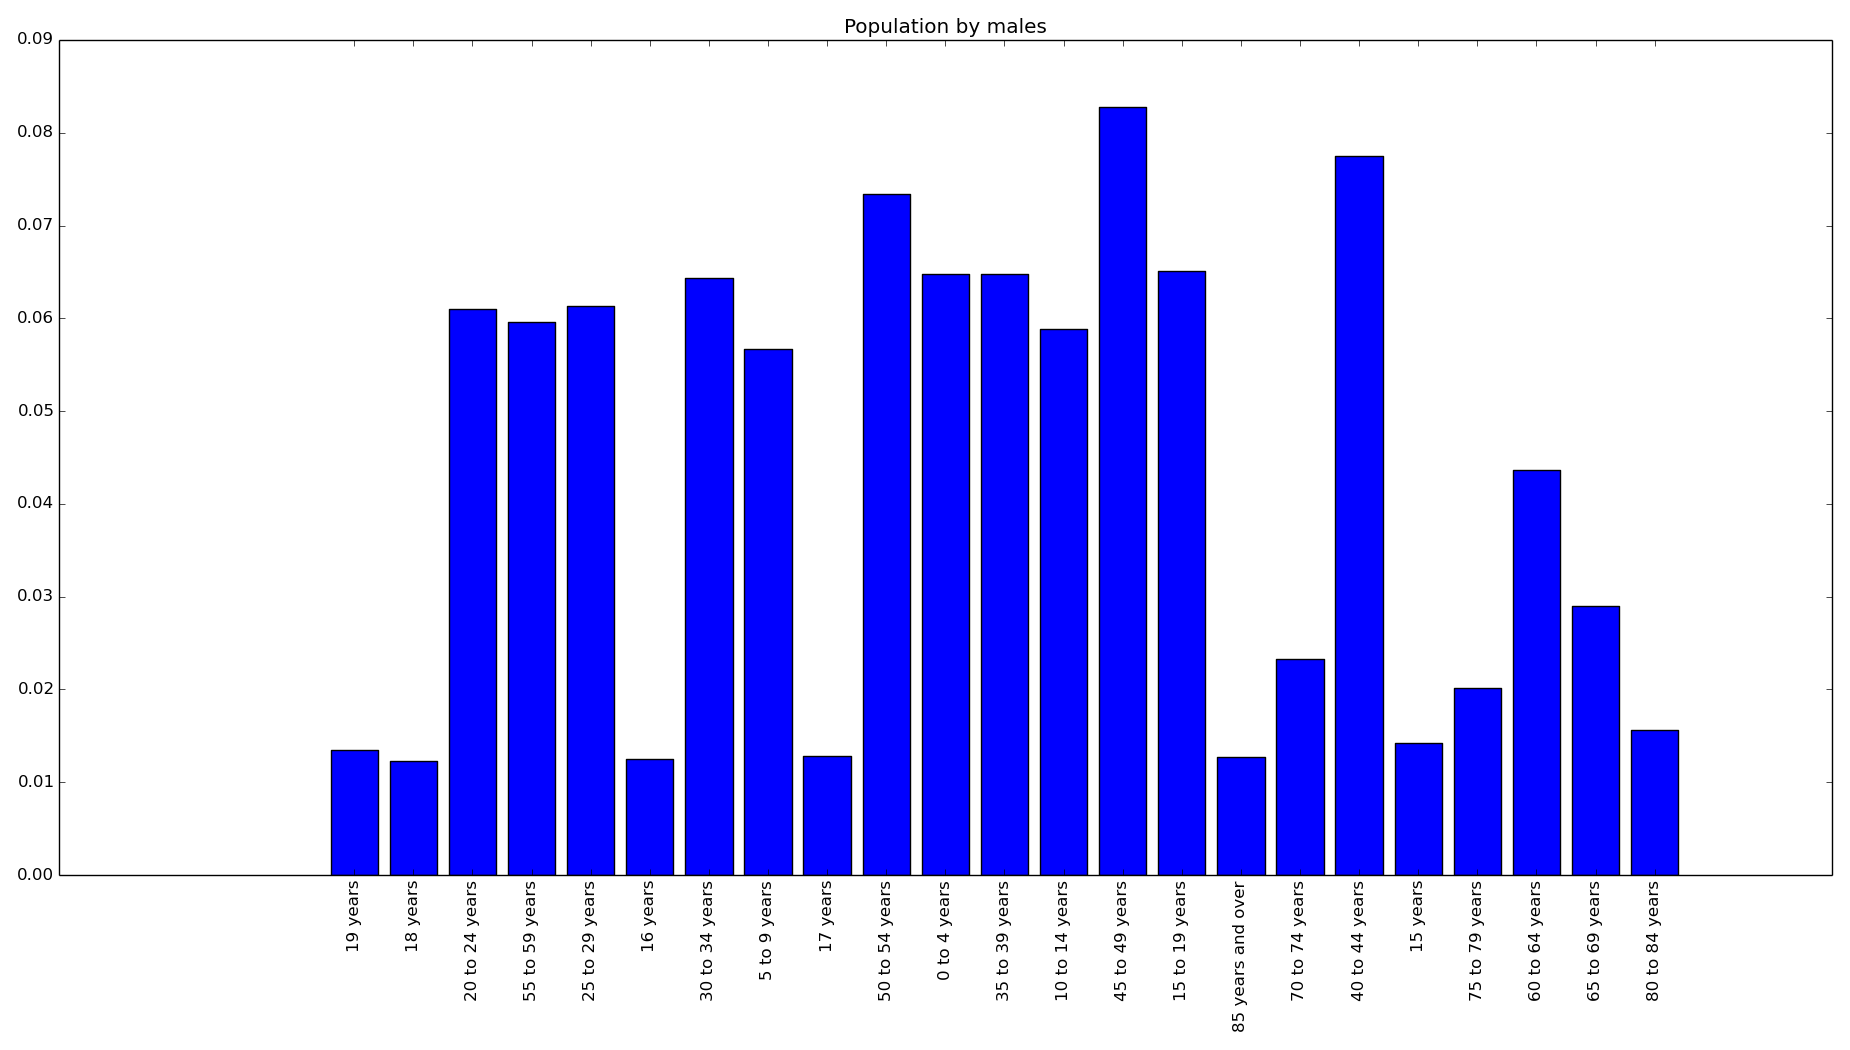 Population by males
0.09
0.08
0.07
0.06
0.05
0.04
0.03
0.02
0.01
0.00
19 years
18 years
20 to 24 years
55 to 59 years
25 to 29 years
16 years
30 to 34 years
5 to 9 years
17 years
50 to 54 years
0 to 4 years
35 to 39 years
10 to 14 years
45 to 49 years
15 to 19 years
85 years and over
70 to 74 years
40 to 44 years
15 years
75 to 79 years
60 to 64 years
65 to 69 years
80 to 84 years